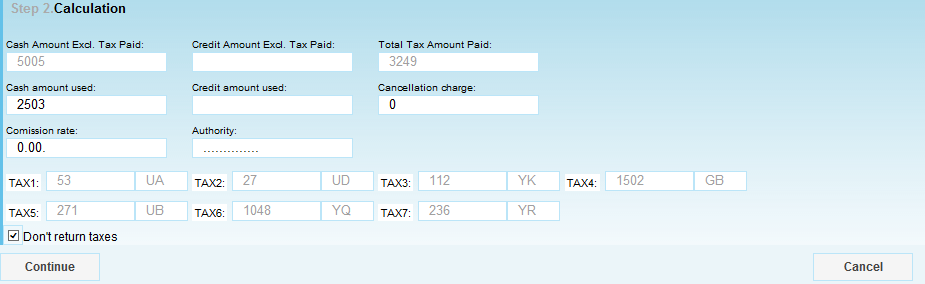 Step 2.Calculation
Cash Amount Excl. Tax Paid: Credit Amount Excl. Tax Paid: Total Tax Amount Paid:
5005 3249
Cash amount used: Credit amount used: Cancellation charge:
2503 0
Comission rate: Authority:
0.00. ..............
TAX1: 53 UA TAX2: 27 UD TAX3: 112 YK TAX4: 1502 GB
TAX5: 271 UB TAX6: 1048 YQ TAX7: 236 YR
Don't return taxes
Continue Cancel